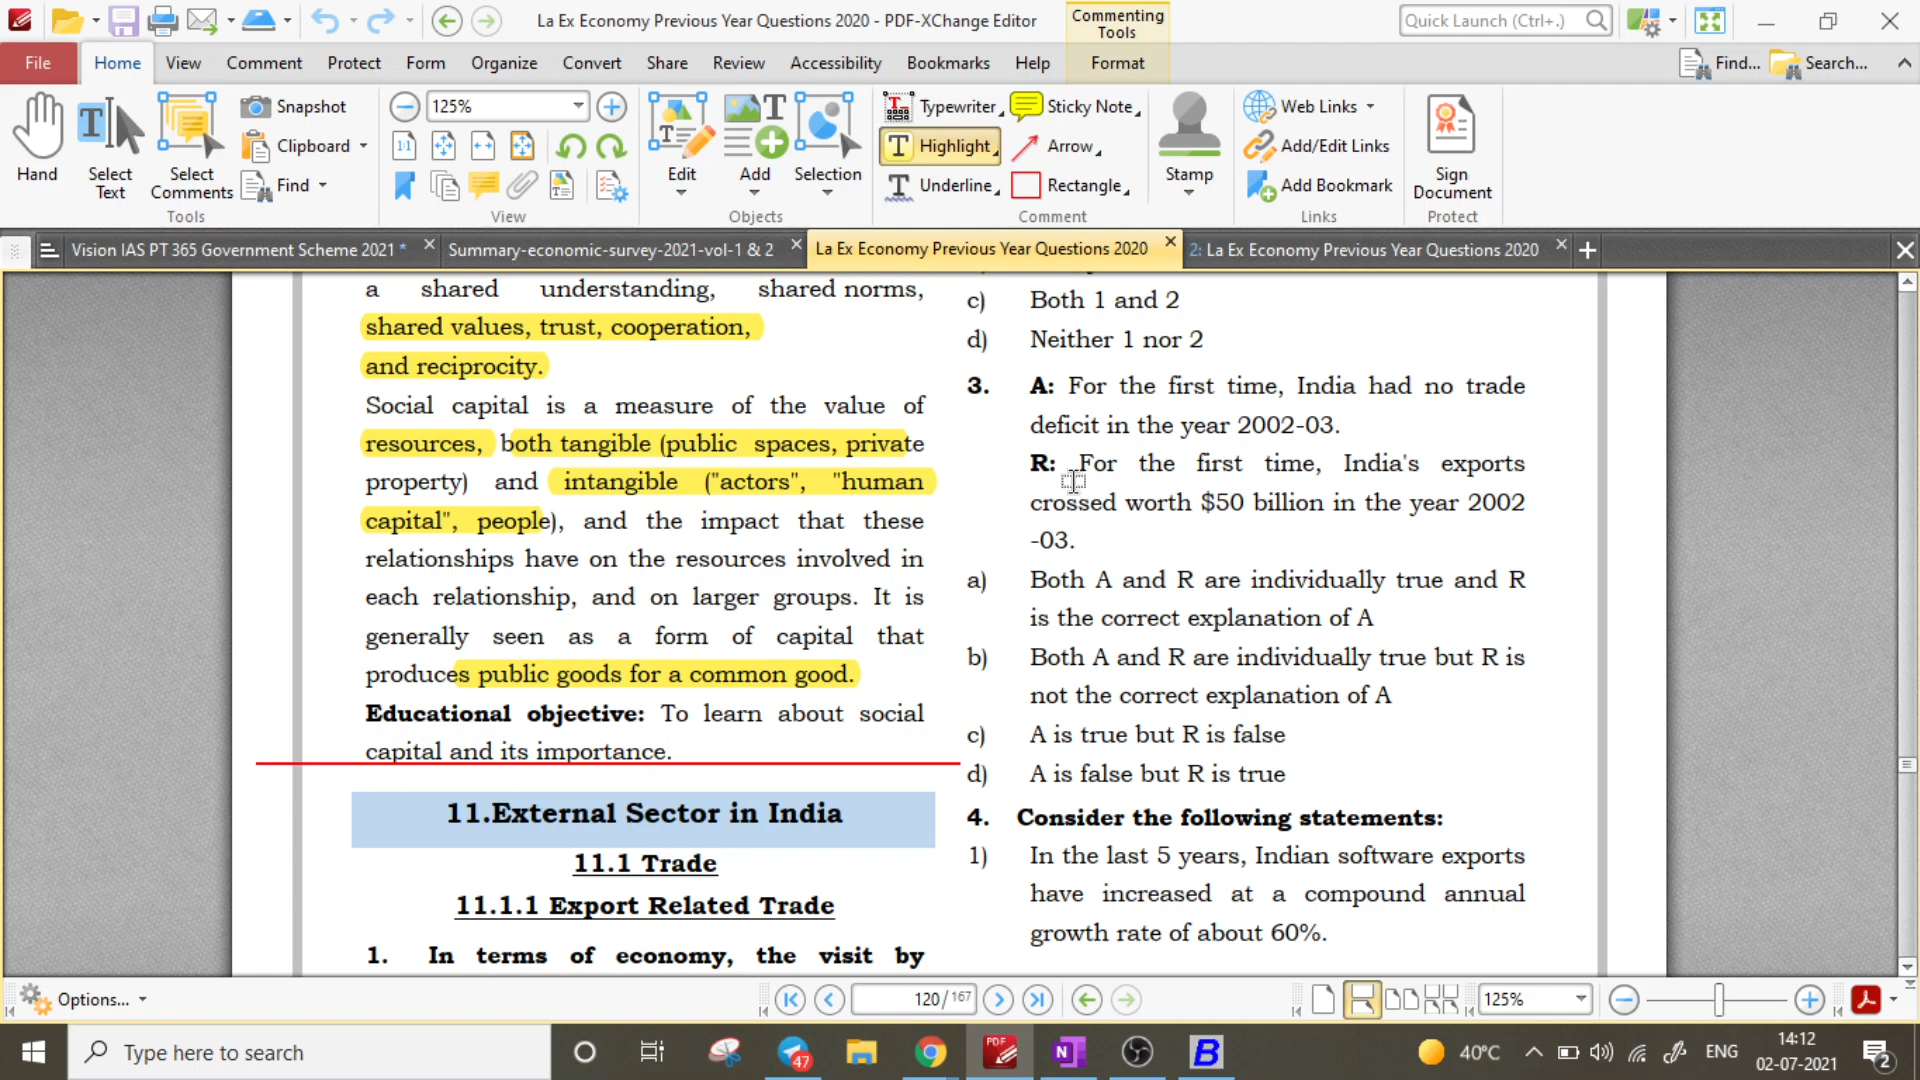 La Ex Economy Previous Year Questions 2020 - PDF-XChange Editor
Commenting Tools
Quick Launch (Ctrl+.)
File Home View Comment Protect Form Organize Convert Share Review Accessibility Bookmarks Help Format
Find... Search...
Hand
Select Text
Select Comments
Snapshot
Clipboard
Find
Tools
125%
View
Edit
Add
Selection
Objects
Typewriter
Sticky Note
Highlight
Arrow
Underline
Rectangle
Stamp
Comment
Web Links
Add/Edit Links
Add Bookmark
Links
Sign Document
Protect
Vision IAS PT 365 Government Scheme 2021 *
Summary-economic-survey-2021-vol-1 & 2
La Ex Economy Previous Year Questions 2020
2: La Ex Economy Previous Year Questions 2020
a shared understanding, shared norms,
shared values, trust, cooperation,
and reciprocity.
Social capital is a measure of the value of
resources, both tangible (public spaces, private
property) and intangible ("actors", "human
capital", people), and the impact that these
relationships have on the resources involved in
each relationship, and on larger groups. It is
generally seen as a form of capital that
produces public goods for a common good.
Educational objective: To learn about social
capital and its importance.
11.External Sector in India
11.1 Trade
11.1.1 Export Related Trade
1. In terms of economy, the visit by
c) Both 1 and 2
d) Neither 1 nor 2
3. A: For the first time, India had no trade
deficit in the year 2002-03.
R: For the first time, India's exports
crossed worth $50 billion in the year 2002
-03.
a) Both A and R are individually true and R
is the correct explanation of A
b) Both A and R are individually true but R is
not the correct explanation of A
c) A is true but R is false
d) A is false but R is true
4. Consider the following statements:
1) In the last 5 years, Indian software exports
have increased at a compound annual
growth rate of about 60%.
Options...
120 / 167
125%
Type here to search
47
PDF
N
B
40°C
ENG
14:12
02-07-2021
2